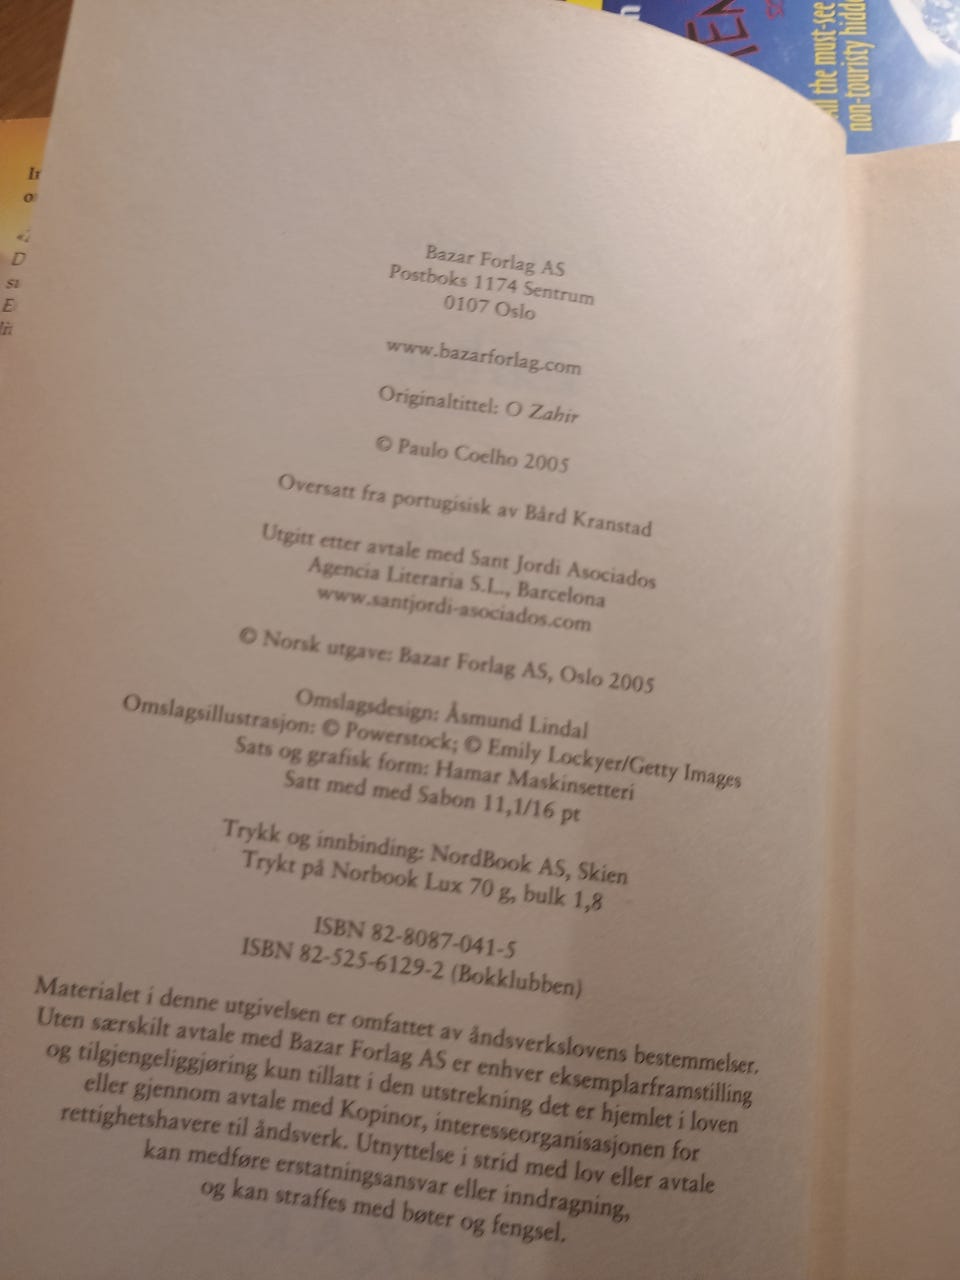 Bazar Forlag AS
Postboks 1174 Sentrum
0107 Oslo
www.bazarforlag.com
Originaltittel: O Zahir
© Paulo Coelho 2005
Oversatt fra portugisisk av Bård Kranstad
Utgitt etter avtale med Sant Jordi Asociados
Agencia Literaria S.L., Barcelona
www.santjordi-asociados.com
© Norsk utgave: Bazar Forlag AS, Oslo 2005
Omslagsdesign: Åsmund Lindal
Omslagsillustrasjon: © Powerstock; © Emily Lockyer/Getty Images
Sats og grafisk form: Hamar Maskinsetteri
Satt med med Sabon 11,1/16 pt
Trykk og innbinding: NordBook AS, Skien
Trykt på Norbook Lux 70 g, bulk 1,8
ISBN 82-8087-041-5
ISBN 82-525-6129-2 (Bokklubben)
Materialet i denne utgivelsen er omfattet av åndsverkslovens bestemmelser.
Uten særskilt avtale med Bazar Forlag AS er enhver eksemplarframstilling
og tilgjengeliggjøring kun tillatt i den utstrekning det er hjemlet i loven
eller gjennom avtale med Kopinor, interesseorganisasjonen for
rettighetshavere til åndsverk. Utnyttelse i strid med lov eller avtale
kan medføre erstatningsansvar eller inndragning,
og kan straffes med bøter og fengsel.
the must-see
non-touristy